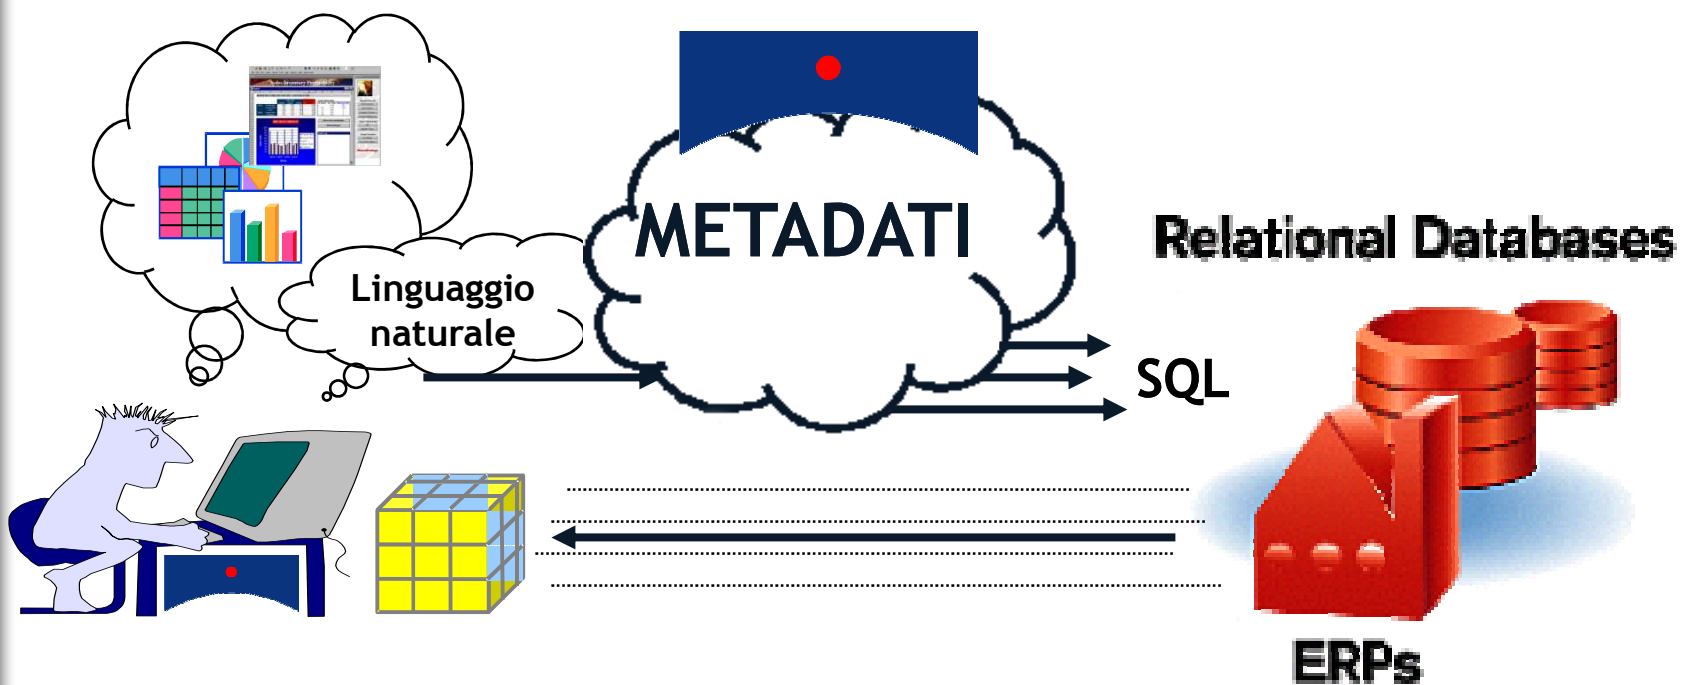 METADATI
Relational Databases
Linguaggio
naturale
SQL
ERPs